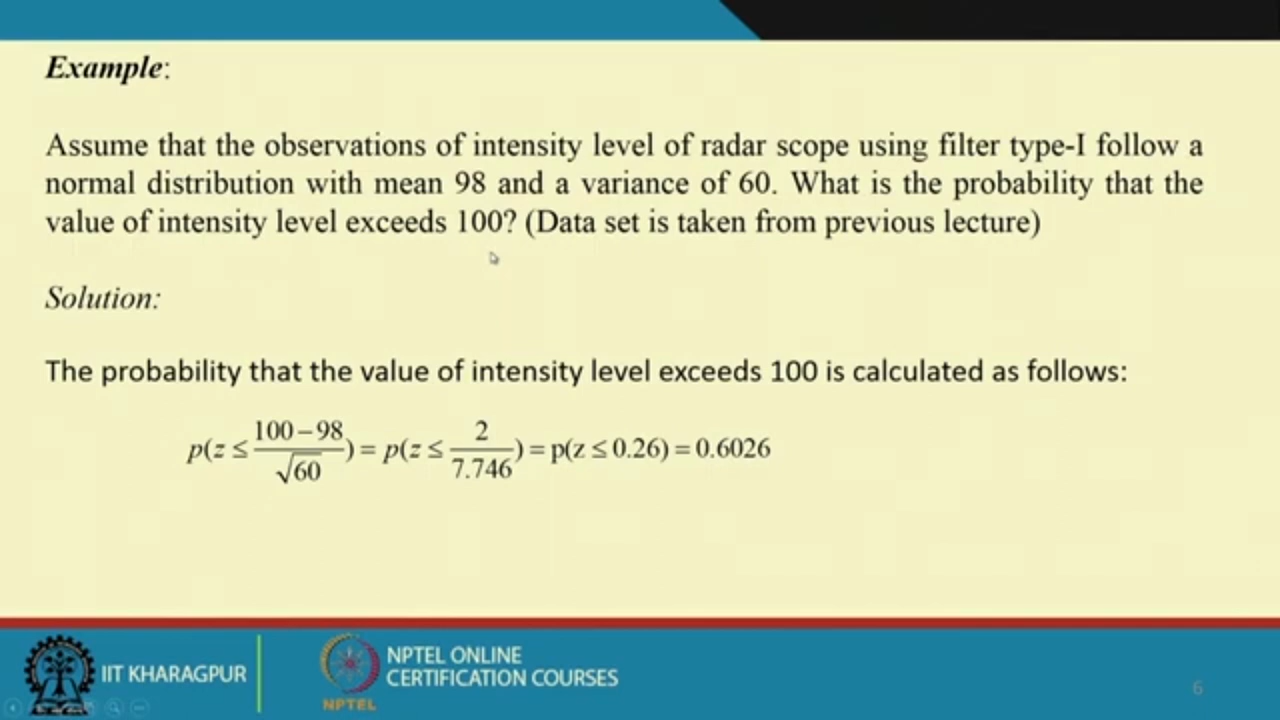 Example:
Assume that the observations of intensity level of radar scope using filter type-I follow a
normal distribution with mean 98 and a variance of 60. What is the probability that the
value of intensity level exceeds 100? (Data set is taken from previous lecture)
Solution:
The probability that the value of intensity level exceeds 100 is calculated as follows:
p(z ≤ (100−98)/√60) = p(z ≤ 2/7.746) = p(z ≤ 0.26) = 0.6026
IIT KHARAGPUR
NPTEL
NPTEL ONLINE
CERTIFICATION COURSES
6